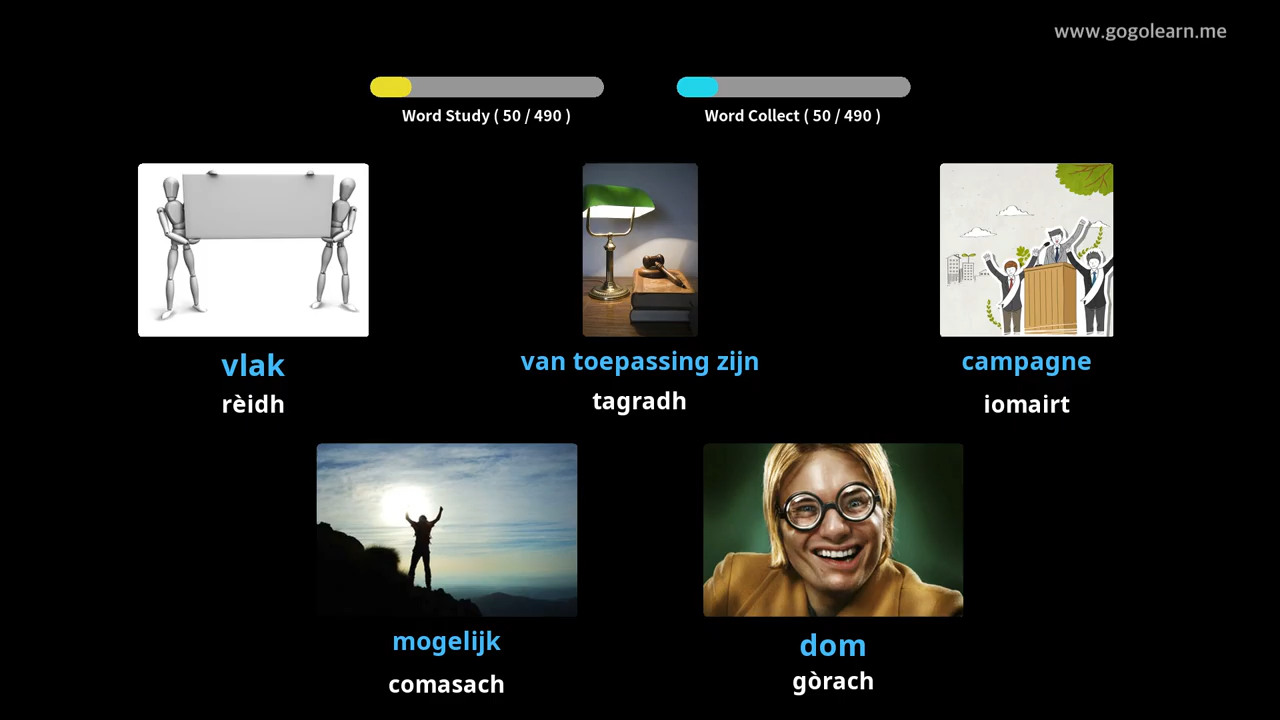 www.gogolearn.me
Word Study ( 50 / 490 )
Word Collect ( 50 / 490 )
vlak
rèidh
van toepassing zijn
tagradh
campagne
iomairt
mogelijk
comasach
dom
gòrach